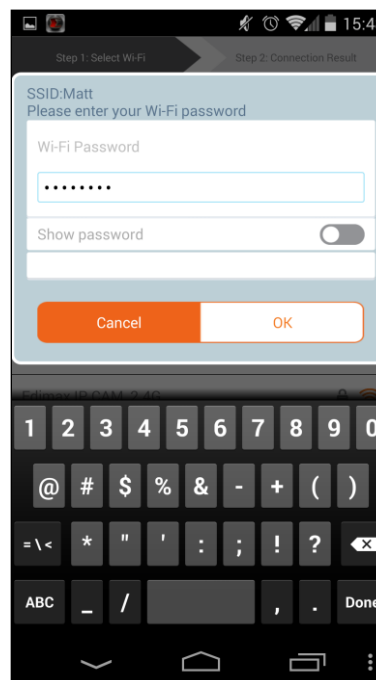 15:4
Step 1: Select Wi-Fi
Step 2: Connection Result
SSID:Matt
Please enter your Wi-Fi password
Wi-Fi Password
••••••••
Show password
Cancel
OK
Edimax IP CAM 2.4G
1 2 3 4 5 6 7 8 9 0
@ # $ % & - + ( )
= \ < * " ' : ; ! ?
ABC _ / , . Done